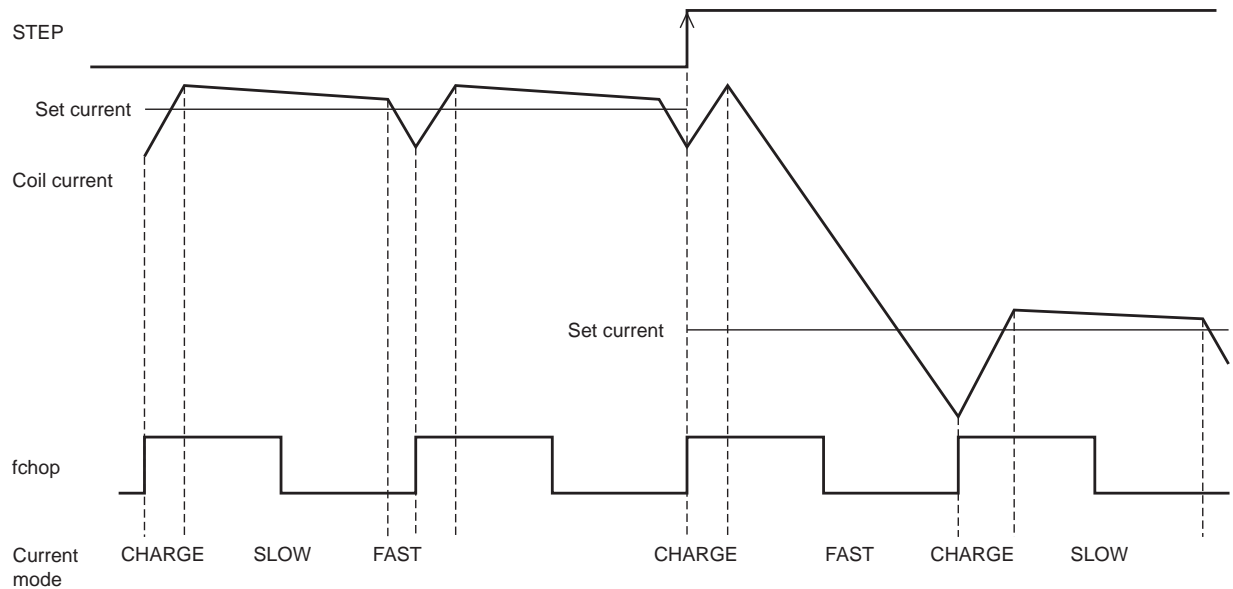 STEP
Set current
Coil current
Set current
fchop
Current
mode
CHARGE SLOW FAST CHARGE FAST CHARGE SLOW